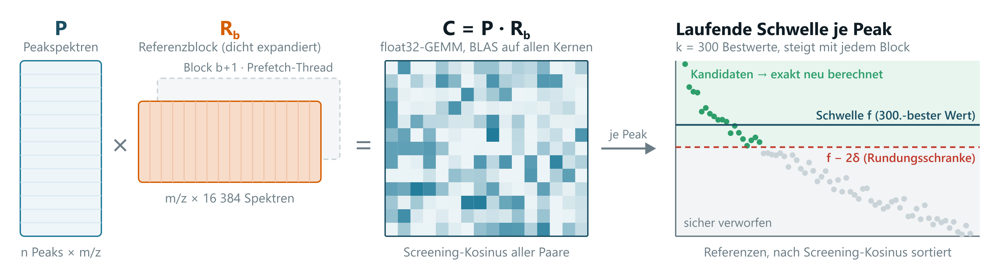 P
Peakspektren
n Peaks × m/z
×
R_b
Referenzblock (dicht expandiert)
Block b+1 · Prefetch-Thread
m/z × 16 384 Spektren
=
C = P · R_b
float32-GEMM, BLAS auf allen Kernen
Screening-Kosinus aller Paare
je Peak
Laufende Schwelle je Peak
k = 300 Bestwerte, steigt mit jedem Block
Kandidaten → exakt neu berechnet
Schwelle f (300.-bester Wert)
f − 2δ (Rundungsschranke)
sicher verworfen
Referenzen, nach Screening-Kosinus sortiert